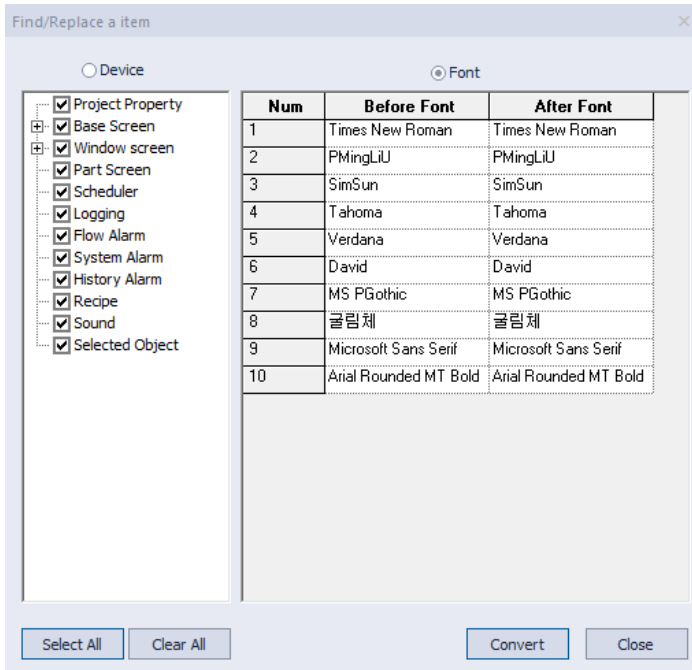 Find/Replace a item
Device
Font
Project Property
Base Screen
Window screen
Part Screen
Scheduler
Logging
Flow Alarm
System Alarm
History Alarm
Recipe
Sound
Selected Object
Num Before Font After Font
1 Times New Roman Times New Roman
2 PMingLiU PMingLiU
3 SimSun SimSun
4 Tahoma Tahoma
5 Verdana Verdana
6 David David
7 MS PGothic MS PGothic
8 굴림체 굴림체
9 Microsoft Sans Serif Microsoft Sans Serif
10 Arial Rounded MT Bold Arial Rounded MT Bold
Select All Clear All Convert Close